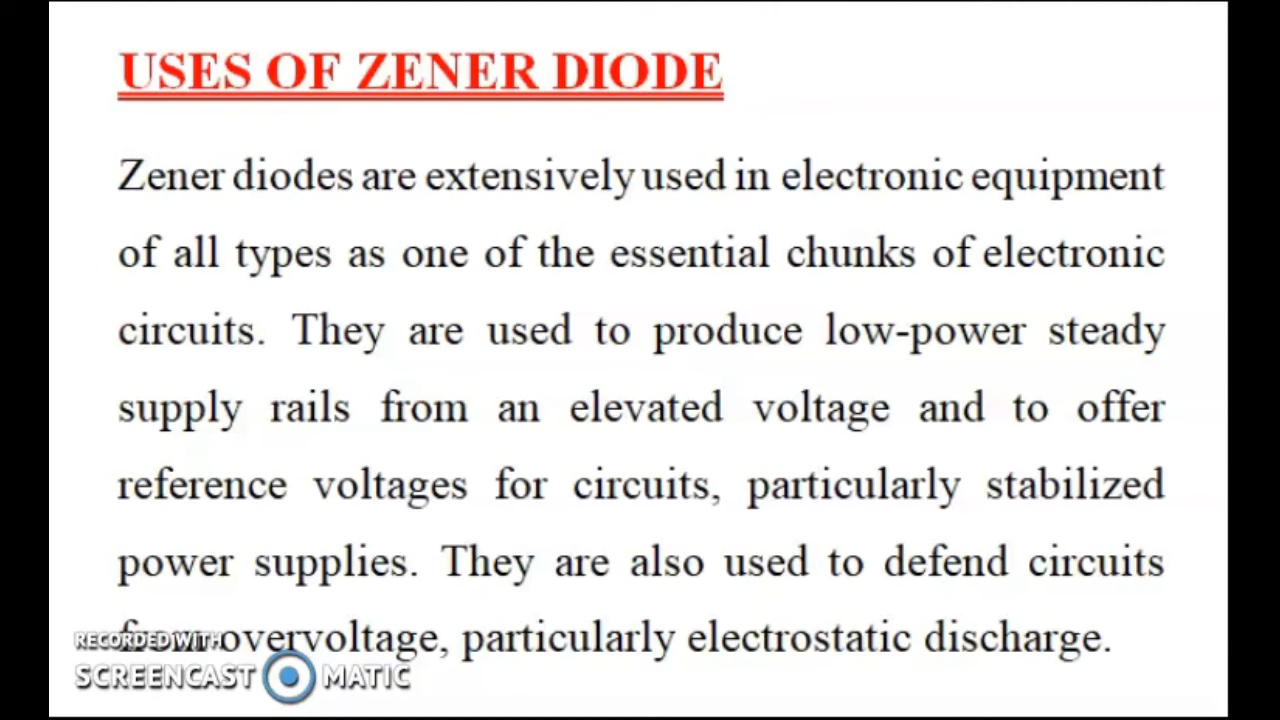 USES OF ZENER DIODE
Zener diodes are extensively used in electronic equipment
of all types as one of the essential chunks of electronic
circuits. They are used to produce low-power steady
supply rails from an elevated voltage and to offer
reference voltages for circuits, particularly stabilized
power supplies. They are also used to defend circuits
from overvoltage, particularly electrostatic discharge.
RECORDED WITH
SCREENCAST MATIC